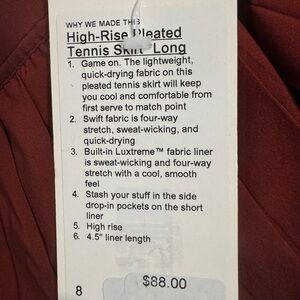 WHY WE MADE THIS
High-Rise Pleated
Tennis Skirt Long
1. Game on. The lightweight,
quick-drying fabric on this
pleated tennis skirt will keep
you cool and comfortable from
first serve to match point
2. Swift fabric is four-way
stretch, sweat-wicking, and
quick-drying
3. Built-in Luxtreme™ fabric liner
is sweat-wicking and four-way
stretch with a cool, smooth
feel
4. Stash your stuff in the side
drop-in pockets on the short
liner
5. High rise
6. 4.5" liner length
$88.00
8